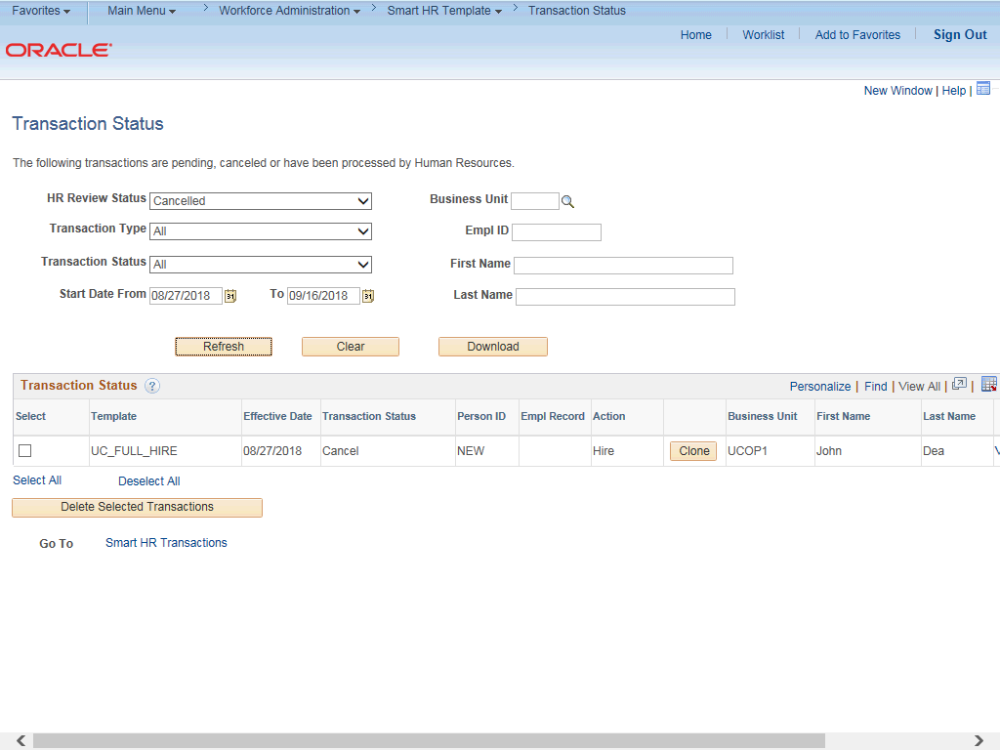 Favorites Main Menu > Workforce Administration > Smart HR Template > Transaction Status
Home Worklist Add to Favorites Sign Out
ORACLE
New Window | Help |
Transaction Status
The following transactions are pending, canceled or have been processed by Human Resources.
HR Review Status Cancelled Business Unit
Transaction Type All Empl ID
Transaction Status All First Name
Start Date From 08/27/2018 31 To 09/16/2018 31 Last Name
Refresh Clear Download
Transaction Status ? Personalize | Find | View All | |
Select Template Effective Date Transaction Status Person ID Empl Record Action Business Unit First Name Last Name
UC_FULL_HIRE 08/27/2018 Cancel NEW Hire Clone UCOP1 John Dea
Select All Deselect All
Delete Selected Transactions
Go To Smart HR Transactions